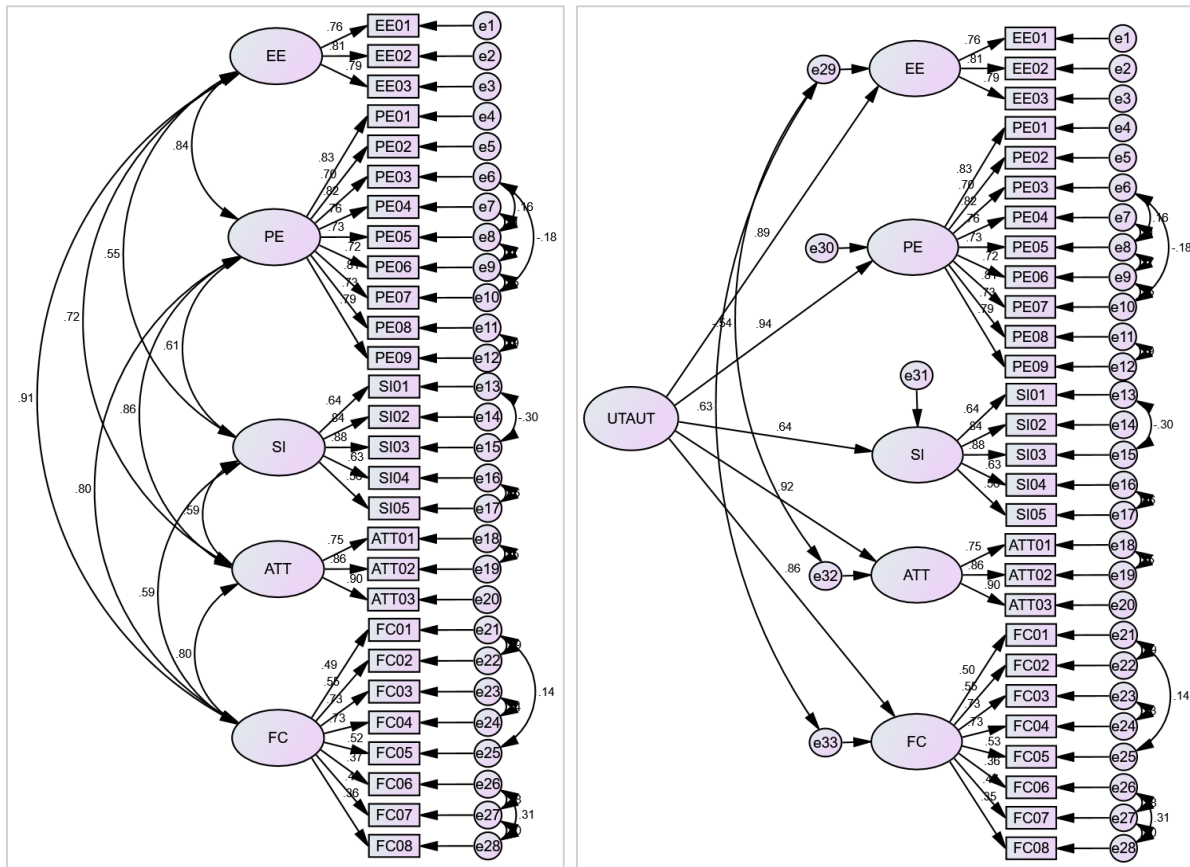 EE
.76
EE01
e1
.81
EE02
e2
.79
EE03
e3
.84
PE
.83
PE01
e4
.70
PE02
e5
.82
PE03
e6
.76
PE04
e7
.16
.73
PE05
e8
-.18
.72
PE06
e9
.81
PE07
e10
.73
PE08
e11
.79
PE09
e12
.55
.72
.61
.91
.86
.80
SI
.64
SI01
e13
.84
SI02
e14
-.30
.88
SI03
e15
.63
SI04
e16
SI05
e17
.59
.59
.80
ATT
.75
ATT01
e18
.86
ATT02
e19
.90
ATT03
e20
FC
.49
FC01
e21
.55
FC02
e22
.73
FC03
e23
.14
.73
FC04
e24
.52
FC05
e25
.37
FC06
e26
FC07
e27
.31
.36
FC08
e28
UTAUT
e29
EE
.76
EE01
e1
.81
EE02
e2
.79
EE03
e3
.89
e30
PE
.83
PE01
e4
.70
PE02
e5
.82
PE03
e6
.76
PE04
e7
.16
.73
PE05
e8
-.18
.72
PE06
e9
.81
PE07
e10
.73
PE08
e11
.79
PE09
e12
-.54
.94
.63
e31
.64
SI
.64
SI01
e13
.84
SI02
e14
-.30
.88
SI03
e15
.63
SI04
e16
SI05
e17
.92
.86
e32
ATT
.75
ATT01
e18
.86
ATT02
e19
.90
ATT03
e20
e33
FC
.50
FC01
e21
.55
FC02
e22
.73
FC03
e23
.14
.73
FC04
e24
.53
FC05
e25
.36
FC06
e26
FC07
e27
.31
.35
FC08
e28